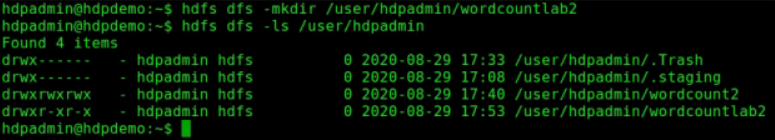 hdpadmin@hdpdemo:~$ hdfs dfs -mkdir /user/hdpadmin/wordcountlab2
hdpadmin@hdpdemo:~$ hdfs dfs -ls /user/hdpadmin
Found 4 items
drwx------   - hdpadmin hdfs          0 2020-08-29 17:33 /user/hdpadmin/.Trash
drwx------   - hdpadmin hdfs          0 2020-08-29 17:08 /user/hdpadmin/.staging
drwxrwxrwx   - hdpadmin hdfs          0 2020-08-29 17:40 /user/hdpadmin/wordcount2
drwxr-xr-x   - hdpadmin hdfs          0 2020-08-29 17:53 /user/hdpadmin/wordcountlab2
hdpadmin@hdpdemo:~$